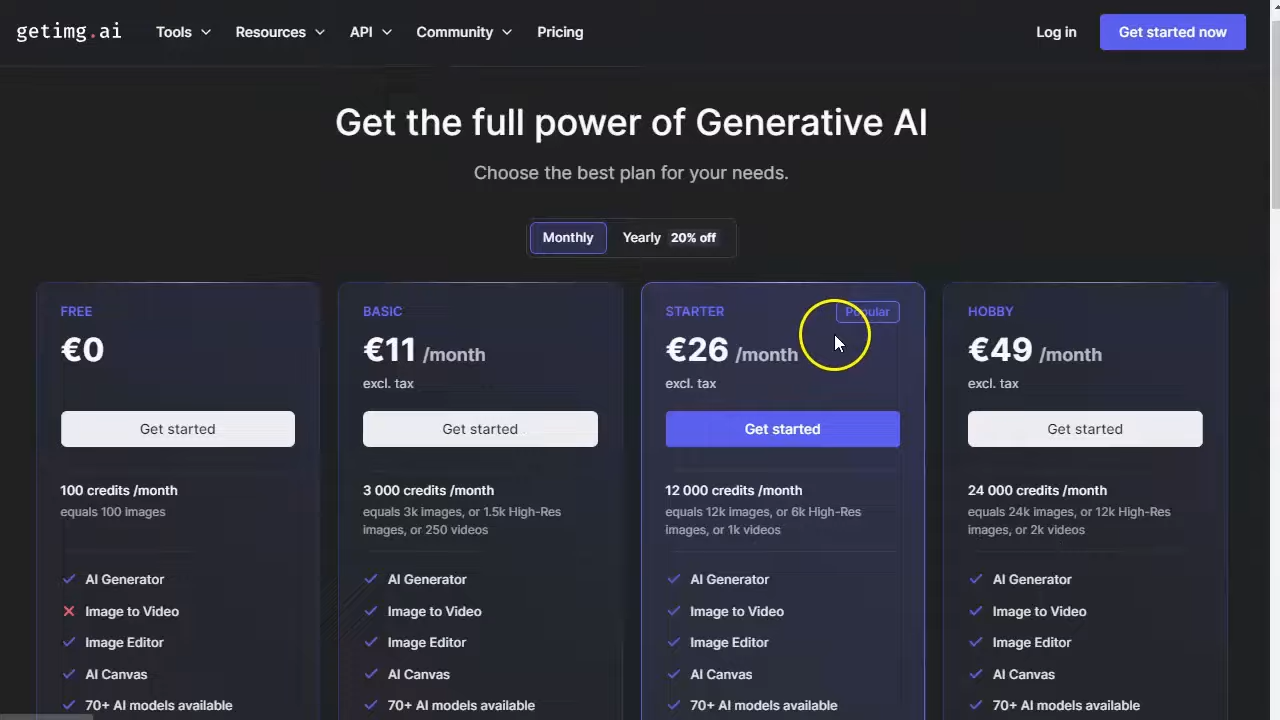 getimg.ai Tools Resources API Community Pricing Log in Get started now
Get the full power of Generative AI
Choose the best plan for your needs.
Monthly Yearly 20% off
FREE
€0
Get started
100 credits /month
equals 100 images
AI Generator
Image to Video
Image Editor
AI Canvas
70+ AI models available
BASIC
€11 /month
excl. tax
Get started
3 000 credits /month
equals 3k images, or 1.5k High-Res
images, or 250 videos
AI Generator
Image to Video
Image Editor
AI Canvas
70+ AI models available
STARTER Popular
€26 /month
excl. tax
Get started
12 000 credits /month
equals 12k images, or 6k High-Res
images, or 1k videos
AI Generator
Image to Video
Image Editor
AI Canvas
70+ AI models available
HOBBY
€49 /month
excl. tax
Get started
24 000 credits /month
equals 24k images, or 12k High-Res
images, or 2k videos
AI Generator
Image to Video
Image Editor
AI Canvas
70+ AI models available